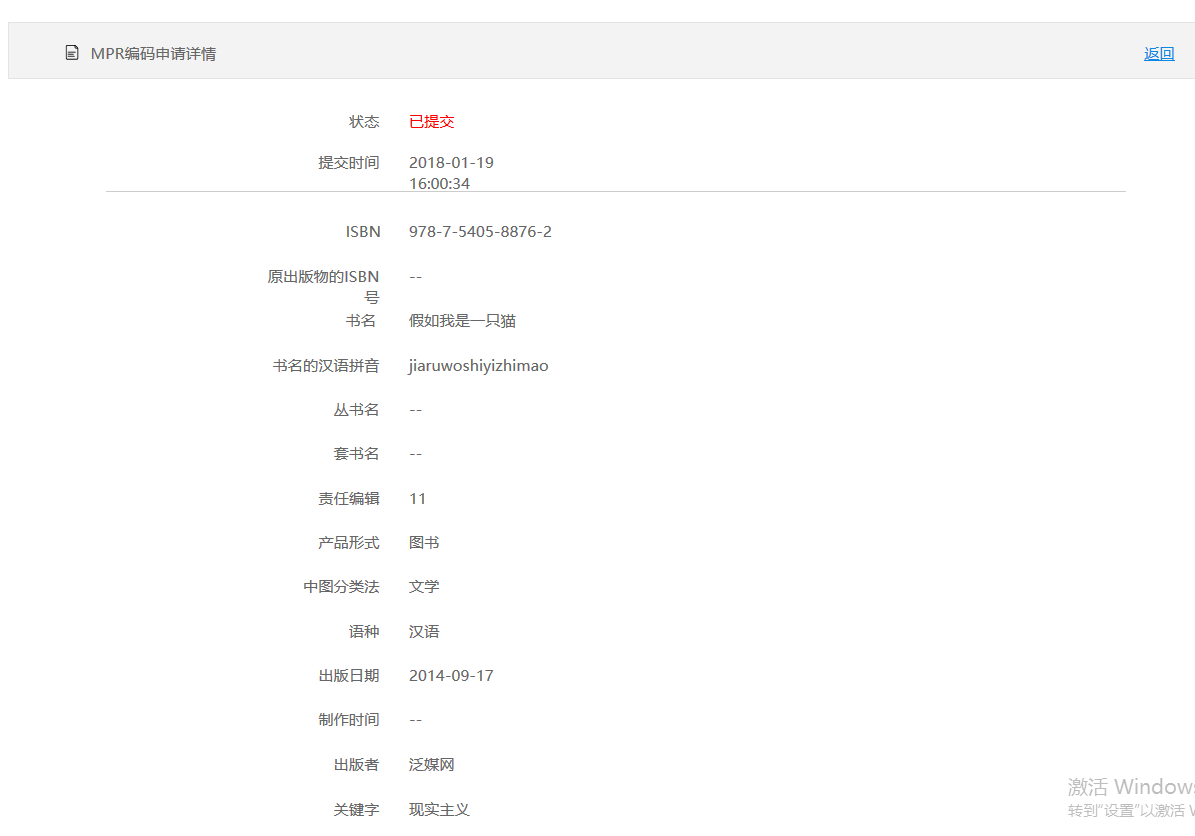 MPR编码申请详情 返回
状态 已提交
提交时间 2018-01-19
16:00:34
ISBN 978-7-5405-8876-2
原出版物的ISBN --
号
书名 假如我是一只猫
书名的汉语拼音 jiaruwoshiyizhimao
丛书名 --
套书名 --
责任编辑 11
产品形式 图书
中图分类法 文学
语种 汉语
出版日期 2014-09-17
制作时间 --
出版者 泛媒网
激活 Windows
关键字 现实主义
转到“设置”以激活 W